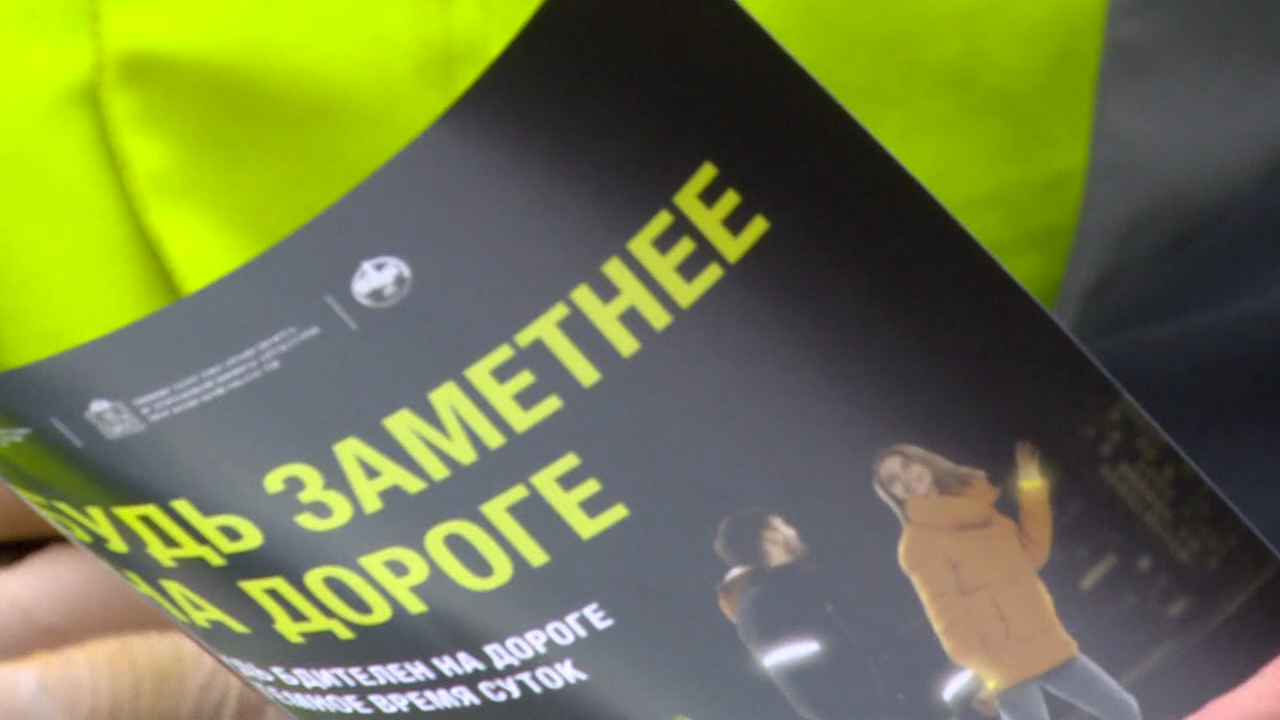 БУДЬ ЗАМЕТНЕЕ
НА ДОРОГЕ
БДИТЕЛЕН НА ДОРОГЕ
ТЕМНОЕ ВРЕМЯ СУТОК